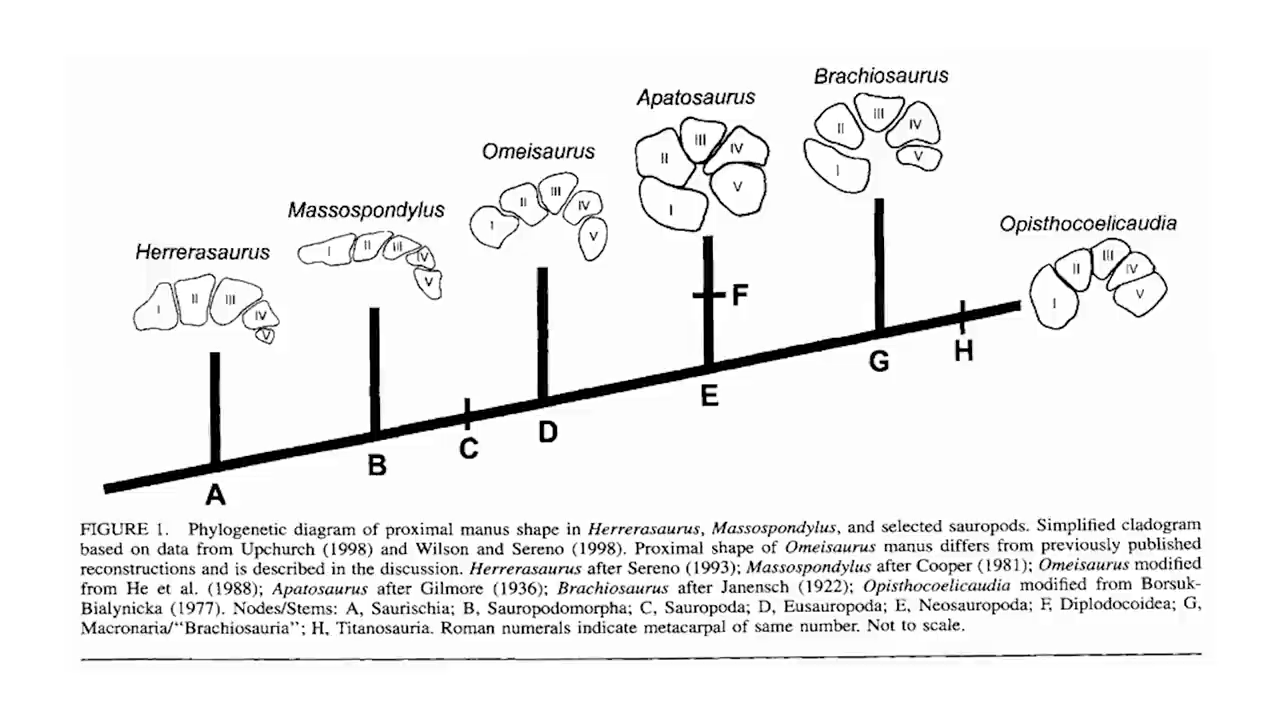 Brachiosaurus
Apatosaurus
III
II
IV
V
I
III
II
IV
V
I
Omeisaurus
III
II
IV
I
V
Massospondylus
I
II
III
IV
V
Opisthocoelicaudia
III
II
IV
V
I
Herrerasaurus
I
II
III
IV
V
F
G
H
E
D
C
B
A
FIGURE 1. Phylogenetic diagram of proximal manus shape in Herrerasaurus, Massospondylus, and selected sauropods. Simplified cladogram
based on data from Upchurch (1998) and Wilson and Sereno (1998). Proximal shape of Omeisaurus manus differs from previously published
reconstructions and is described in the discussion. Herrerasaurus after Sereno (1993); Massospondylus after Cooper (1981); Omeisaurus modified
from He et al. (1988); Apatosaurus after Gilmore (1936); Brachiosaurus after Janensch (1922); Opisthocoelicaudia modified from Borsuk-
Bialynicka (1977). Nodes/Stems: A, Saurischia; B, Sauropodomorpha; C, Sauropoda; D, Eusauropoda; E, Neosauropoda; F, Diplodocoidea; G,
Macronaria/"Brachiosauria"; H, Titanosauria. Roman numerals indicate metacarpal of same number. Not to scale.